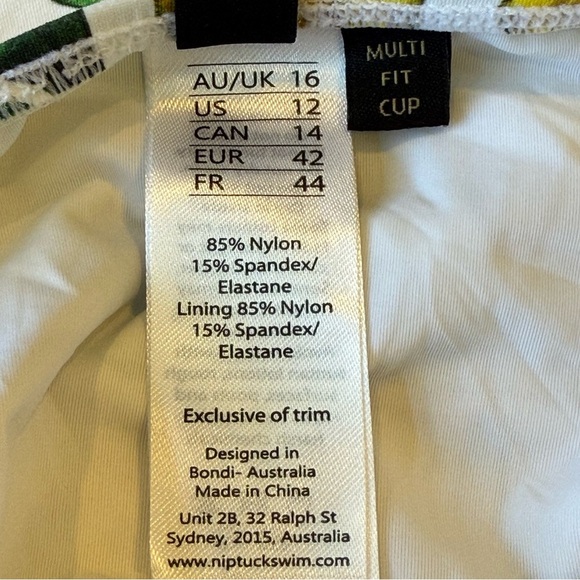 AU/UK 16
US 12
CAN 14
EUR 42
FR 44
MULTI
FIT
CUP
85% Nylon
15% Spandex/
Elastane
Lining 85% Nylon
15% Spandex/
Elastane
Exclusive of trim
Designed in
Bondi- Australia
Made in China
Unit 2B, 32 Ralph St
Sydney, 2015, Australia
www.niptuckswim.com